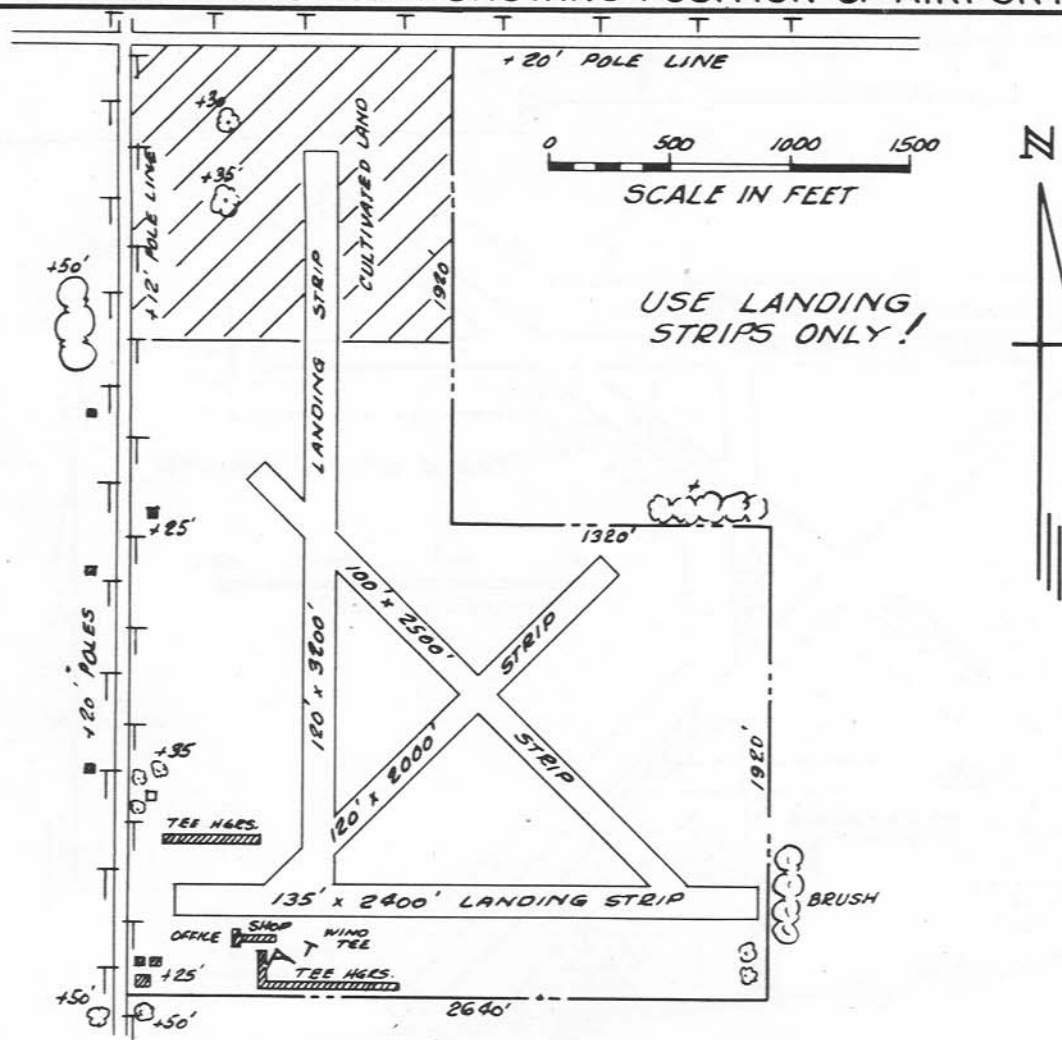 +20' POLE LINE
0 500 1000 1500
SCALE IN FEET
N
USE LANDING
STRIPS ONLY!
+30'
+35'
CULTIVATED LAND
+12' POLE LINE
1920'
+50'
LANDING STRIP
+25'
1320'
100' x 2500'
STRIP
+20' POLES
120' x 3200'
STRIP
120' x 2000'
1920'
+35
TEE HGRS.
135' x 2400' LANDING STRIP
BRUSH
OFFICE
SHOP
WIND
TEE
+25'
TEE HGRS.
+50'
+50'
2640'